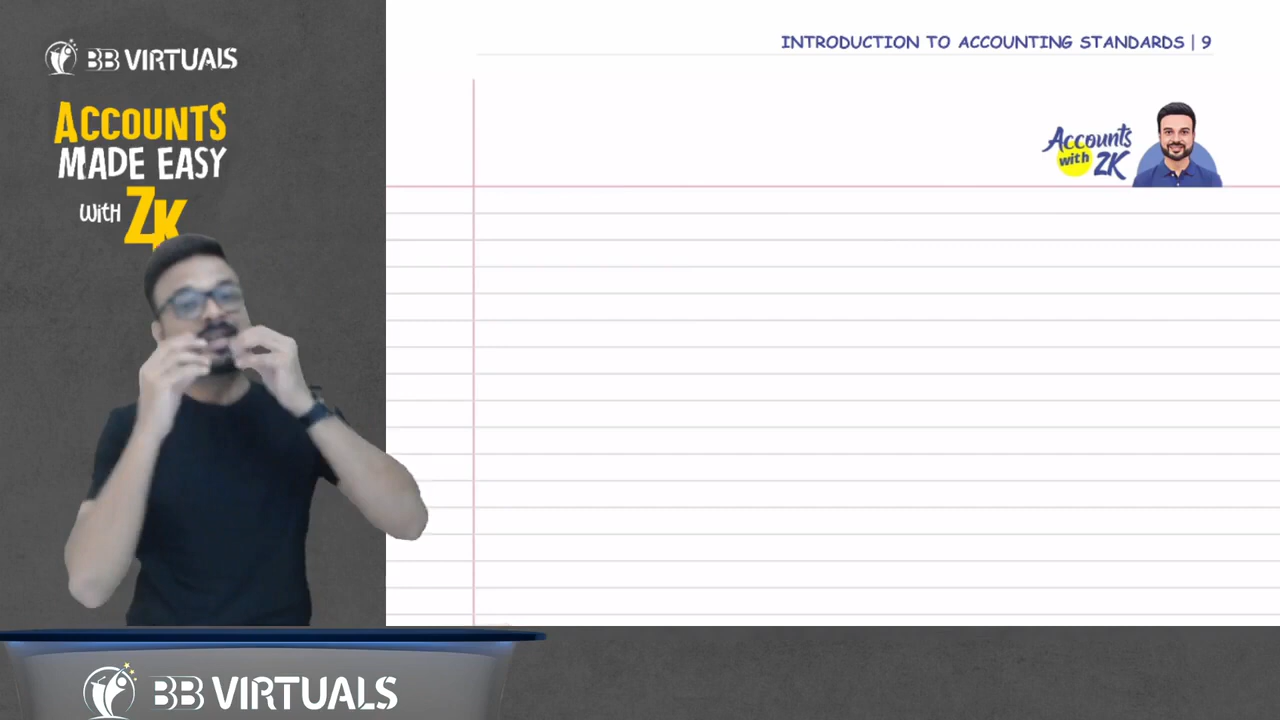 BB VIRTUALS
ACCOUNTS
MADE EASY
WITH ZK
INTRODUCTION TO ACCOUNTING STANDARDS | 9
Accounts
with ZK
BB VIRTUALS